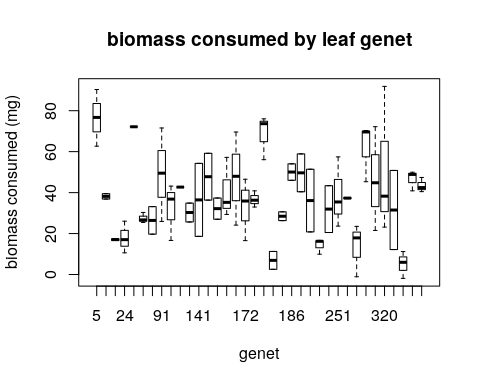 biomass consumed by leaf genet
biomass consumed (mg)
80
60
40
20
0
5 24 91 141 172 186 251 320
genet